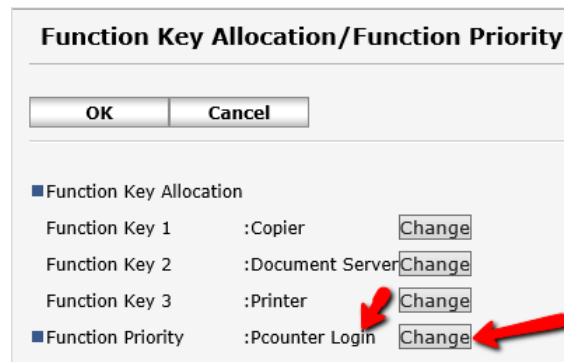 Function Key Allocation/Function Priority
OK Cancel
Function Key Allocation
Function Key 1 :Copier Change
Function Key 2 :Document Server Change
Function Key 3 :Printer Change
Function Priority :Pcounter Login Change